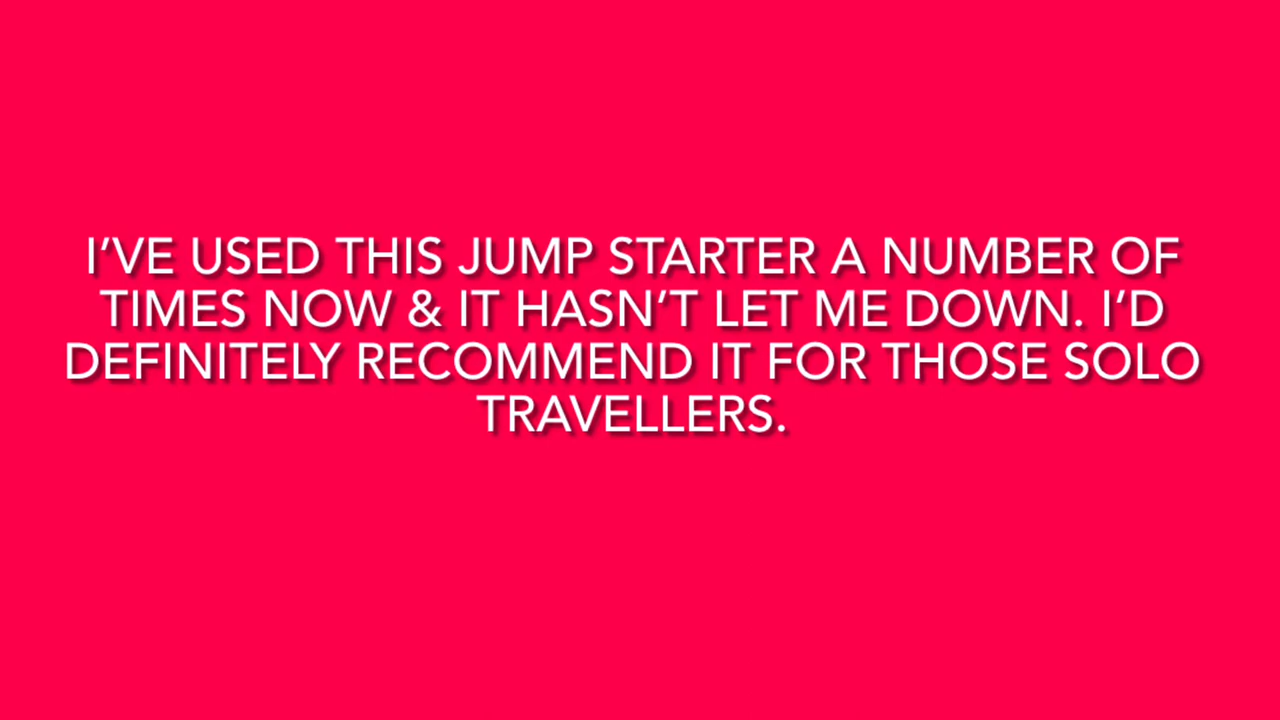 I’VE USED THIS JUMP STARTER A NUMBER OF
TIMES NOW & IT HASN’T LET ME DOWN. I’D
DEFINITELY RECOMMEND IT FOR THOSE SOLO
TRAVELLERS.